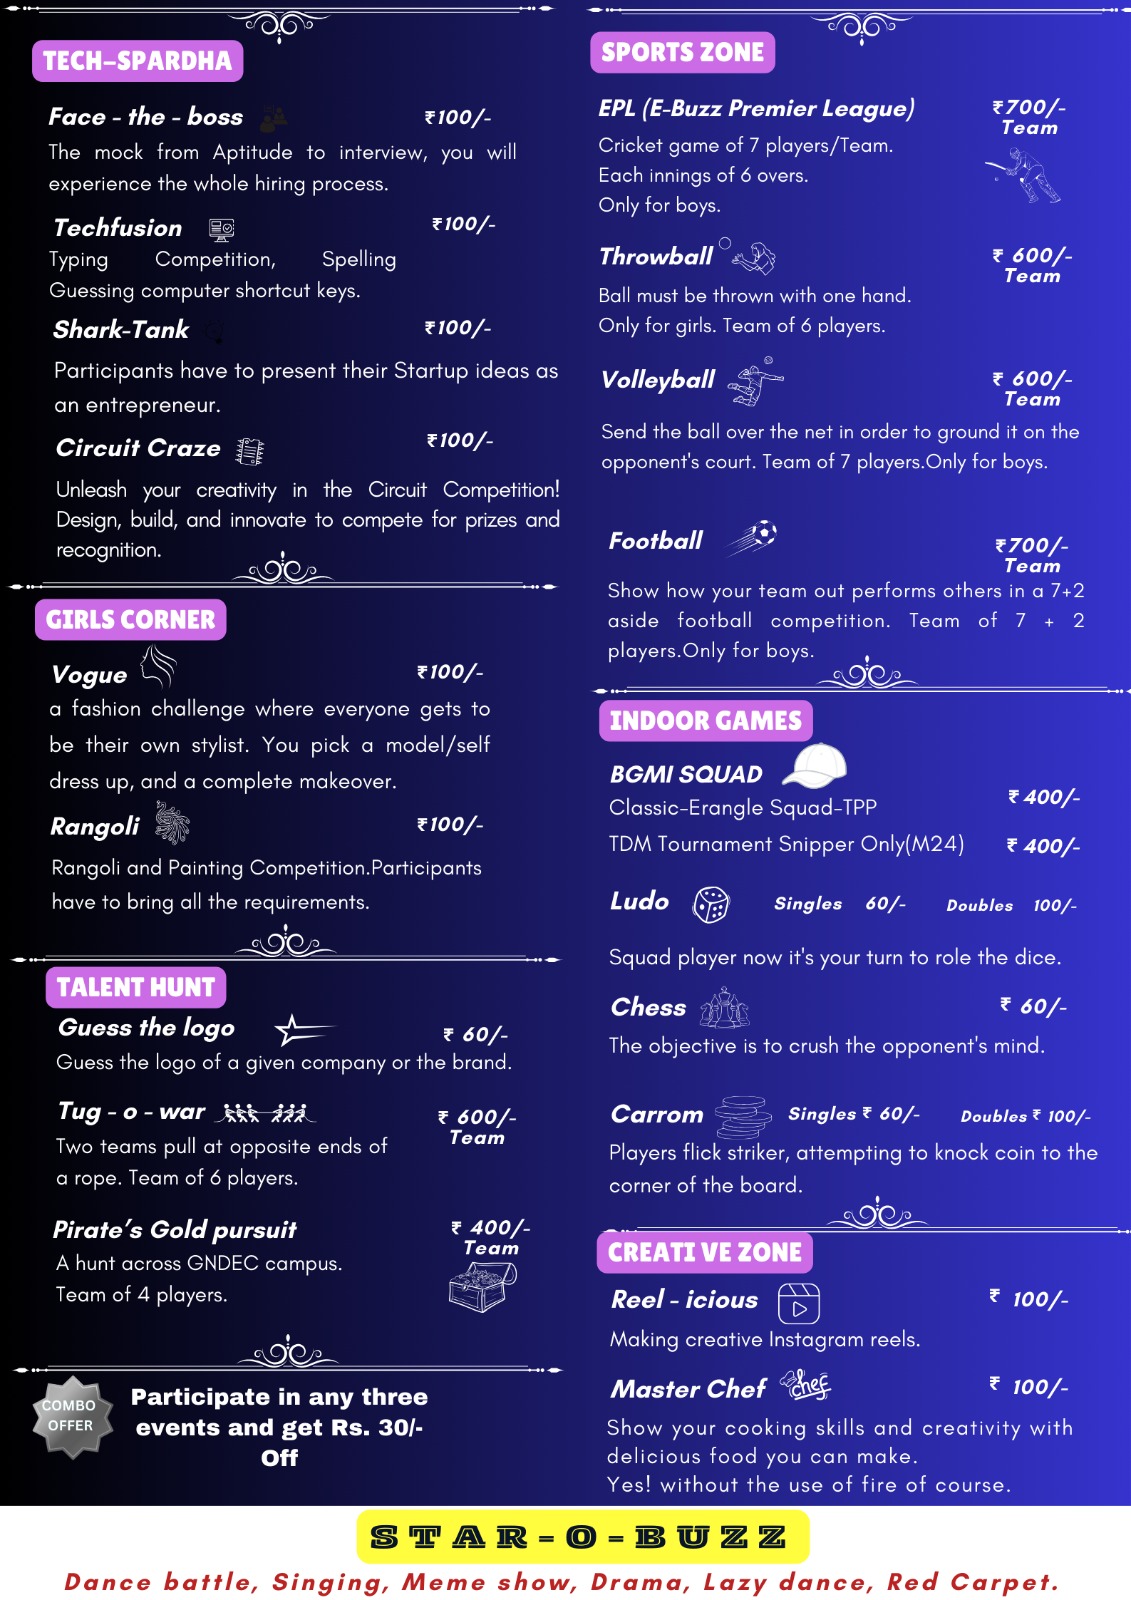 TECH-SPARDHA
Face - the - boss
₹100/-
The mock from Aptitude to interview, you will
experience the whole hiring process.
Techfusion
₹100/-
Typing Competition, Spelling
Guessing computer shortcut keys.
Shark-Tank
₹100/-
Participants have to present their Startup ideas as
an entrepreneur.
Circuit Craze
₹100/-
Unleash your creativity in the Circuit Competition!
Design, build, and innovate to compete for prizes and
recognition.
GIRLS CORNER
Vogue
₹100/-
a fashion challenge where everyone gets to
be their own stylist. You pick a model/self
dress up, and a complete makeover.
Rangoli
₹100/-
Rangoli and Painting Competition.Participants
have to bring all the requirements.
TALENT HUNT
Guess the logo
₹ 60/-
Guess the logo of a given company or the brand.
Tug - o - war
₹ 600/-
Team
Two teams pull at opposite ends of
a rope. Team of 6 players.
Pirate's Gold pursuit
₹ 400/-
Team
A hunt across GNDEC campus.
Team of 4 players.
COMBO
OFFER
Participate in any three
events and get Rs. 30/-
Off
SPORTS ZONE
EPL (E-Buzz Premier League)
₹700/-
Team
Cricket game of 7 players/Team.
Each innings of 6 overs.
Only for boys.
Throwball
₹ 600/-
Team
Ball must be thrown with one hand.
Only for girls. Team of 6 players.
Volleyball
₹ 600/-
Team
Send the ball over the net in order to ground it on the
opponent's court. Team of 7 players.Only for boys.
Football
₹700/-
Team
Show how your team out performs others in a 7+2
aside football competition. Team of 7 + 2
players.Only for boys.
INDOOR GAMES
BGMI SQUAD
Classic-Erangle Squad-TPP
₹ 400/-
TDM Tournament Snipper Only(M24)
₹ 400/-
Ludo
Singles 60/-
Doubles 100/-
Squad player now it's your turn to role the dice.
Chess
₹ 60/-
The objective is to crush the opponent's mind.
Carrom
Singles ₹ 60/-
Doubles ₹ 100/-
Players flick striker, attempting to knock coin to the
corner of the board.
CREATI VE ZONE
Reel - icious
₹ 100/-
Making creative Instagram reels.
Master Chef
chef
₹ 100/-
Show your cooking skills and creativity with
delicious food you can make.
Yes! without the use of fire of course.
STAR-O-BUZZ
Dance battle, Singing, Meme show, Drama, Lazy dance, Red Carpet.